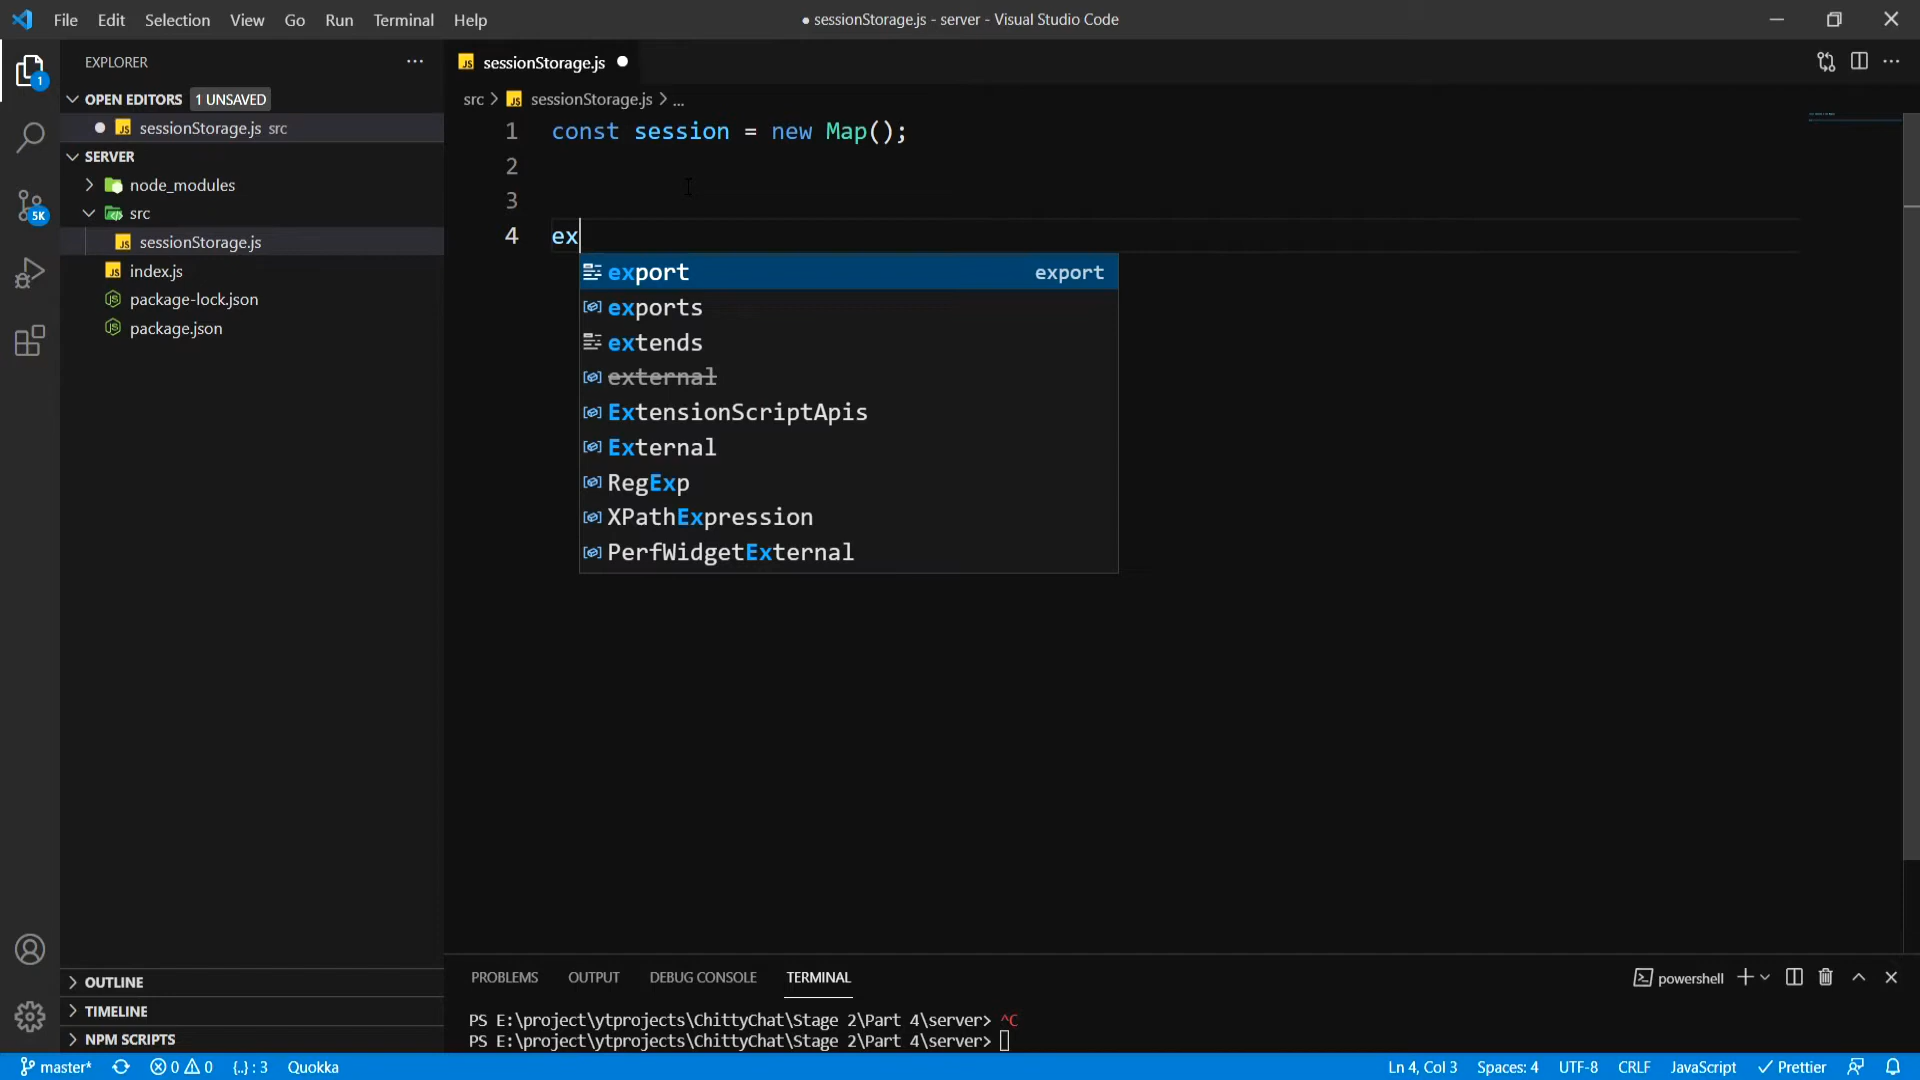 File Edit Selection View Go Run Terminal Help
● sessionStorage.js - server - Visual Studio Code
EXPLORER
OPEN EDITORS 1 UNSAVED
sessionStorage.js src
SERVER
node_modules
src
sessionStorage.js
index.js
package-lock.json
package.json
OUTLINE
TIMELINE
NPM SCRIPTS
1
5K
sessionStorage.js
src > sessionStorage.js > ...
1 const session = new Map();
2
3
4 ex
export export
exports
extends
external
ExtensionScriptApis
External
RegExp
XPathExpression
PerfWidgetExternal
PROBLEMS OUTPUT DEBUG CONSOLE TERMINAL
powershell
PS E:\project\ytprojects\ChittyChat\Stage 2\Part 4\server> ^C
PS E:\project\ytprojects\ChittyChat\Stage 2\Part 4\server>
master* 0 0 {..} : 3 Quokka
Ln 4, Col 3 Spaces: 4 UTF-8 CRLF JavaScript Prettier